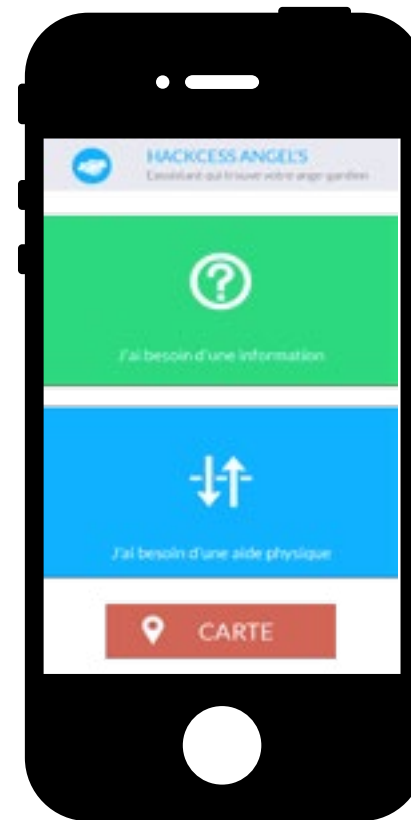 HACKCESS ANGEL'S
L'assistant qui trouve votre ange gardien
J'ai besoin d'une information
J'ai besoin d'une aide physique
CARTE